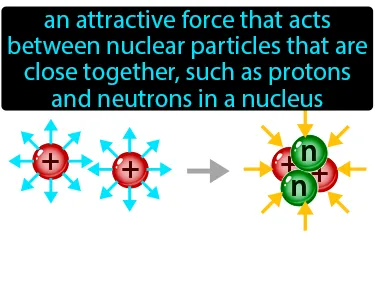 an attractive force that acts
between nuclear particles that are
close together, such as protons
and neutrons in a nucleus
+
+
n
+
+
n